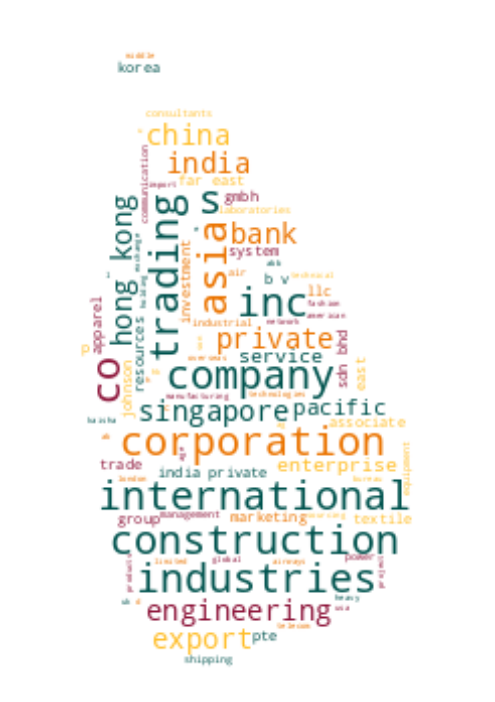 middle
korea
consultants
china
india
communication
import
far east
gmbh
trading
s
laboratories
hong kong
asia
bank
exchange
system
investment
air
abb
technical
b v
holding
llc
inc
fashion
american
apparel
industrial
network
resources
private
sdn bhd
service
overseas
east
co
company
johnson
technologies
manufacturing
singapore
pacific
kaisha
associate
corporation
trade
enterprise
equipment
india private
london
bureau
international
group
management
marketing
sourcing
textile
construction
products
limited
global
airways
power
project
industries
heavy
engineering
usa
telecom
export
pte
shipping